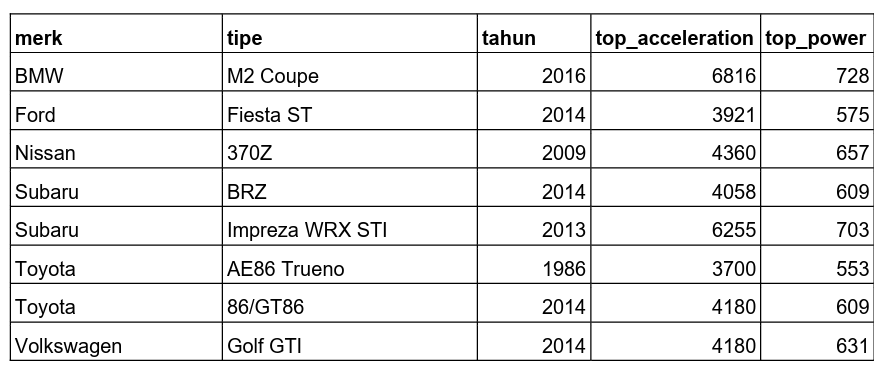 merk tipe tahun top_acceleration top_power
BMW M2 Coupe 2016 6816 728
Ford Fiesta ST 2014 3921 575
Nissan 370Z 2009 4360 657
Subaru BRZ 2014 4058 609
Subaru Impreza WRX STI 2013 6255 703
Toyota AE86 Trueno 1986 3700 553
Toyota 86/GT86 2014 4180 609
Volkswagen Golf GTI 2014 4180 631